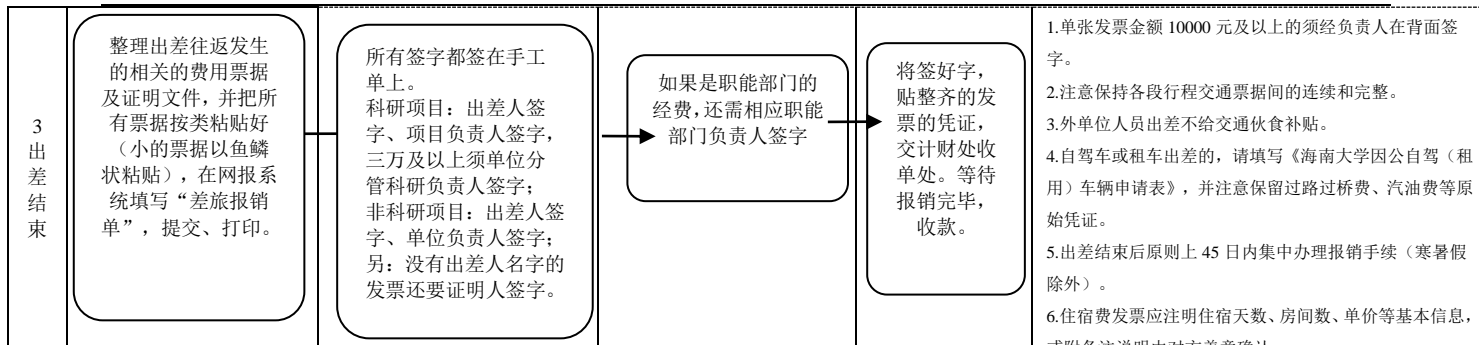 3
出
差
结
束
整理出差往返发生
的相关的费用票据
及证明文件，并把所
有票据按类粘贴好
（小的票据以鱼鳞
状粘贴），在网报系
统填写“差旅报销
单”，提交、打印。
所有签字都签在手工
单上。
科研项目：出差人签
字、项目负责人签字，
三万及以上须单位分
管科研负责人签字；
非科研项目：出差人签
字、单位负责人签字；
另：没有出差人名字的
发票还要证明人签字。
如果是职能部门的
经费，还需相应职能
部门负责人签字
将签好字，
贴整齐的发
票的凭证，
交计财处收
单处。等待
报销完毕，
收款。
1.单张发票金额 10000 元及以上的须经负责人在背面签
字。
2.注意保持各段行程交通票据间的连续和完整。
3.外单位人员出差不给交通伙食补贴。
4.自驾车或租车出差的，请填写《海南大学因公自驾（租
用）车辆申请表》，并注意保留过路过桥费、汽油费等原
始凭证。
5.出差结束后原则上 45 日内集中办理报销手续（寒暑假
除外）。
6.住宿费发票应注明住宿天数、房间数、单价等基本信息，